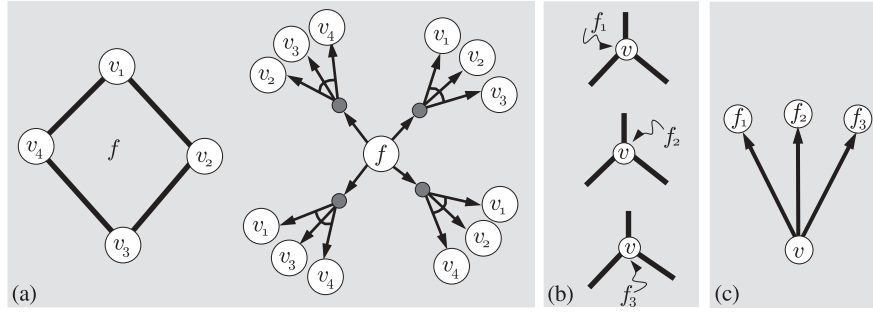 v₁
v₄
f
v₂
v₃
v₄
v₃
v₂
v₁
v₂
v₃
f
v₁
v₃
v₄
v₁
v₂
v₄
(a)
f₁
v
v
f₂
v
f₃
(b)
f₁
f₂
f₃
v
(c)